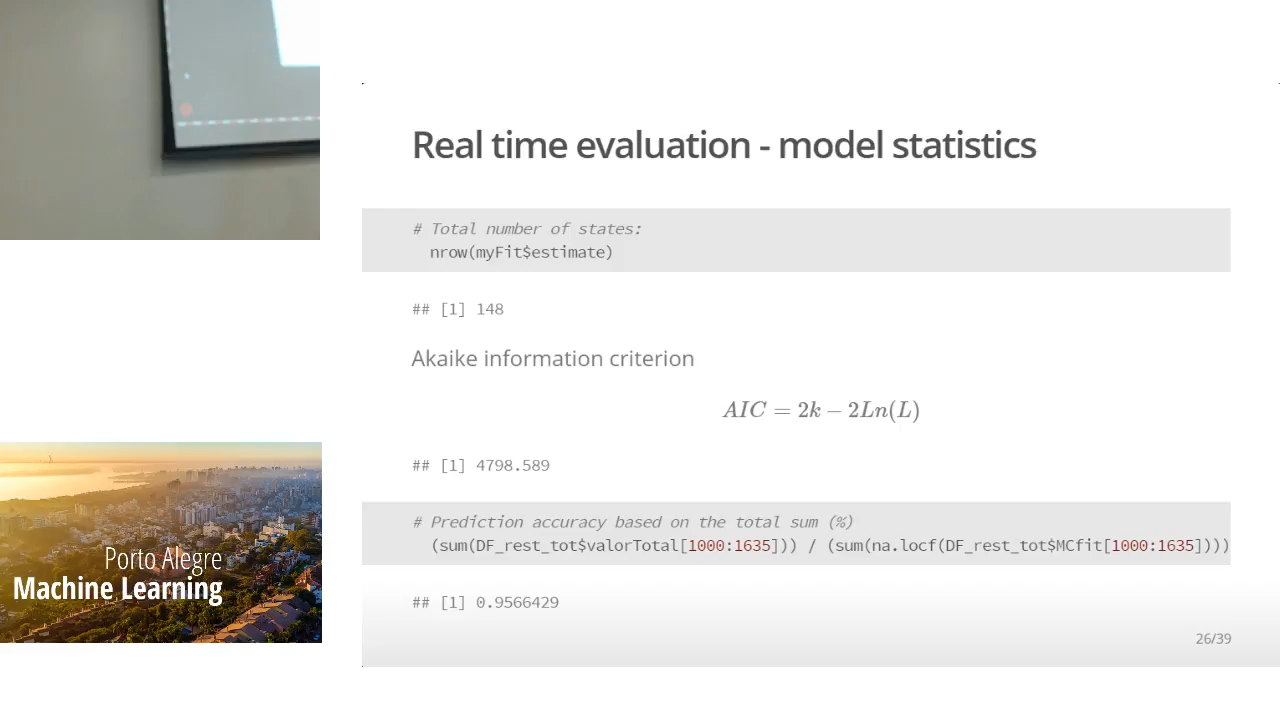 Real time evaluation - model statistics
# Total number of states:
nrow(myFit$estimate)
## [1] 148
Akaike information criterion
AIC = 2k − 2Ln(L)
## [1] 4798.589
# Prediction accuracy based on the total sum (%)
(sum(DF_rest_tot$valorTotal[1000:1635])) / (sum(na.locf(DF_rest_tot$MCfit[1000:1635])))
## [1] 0.9566429
26/39
Porto Alegre
Machine Learning